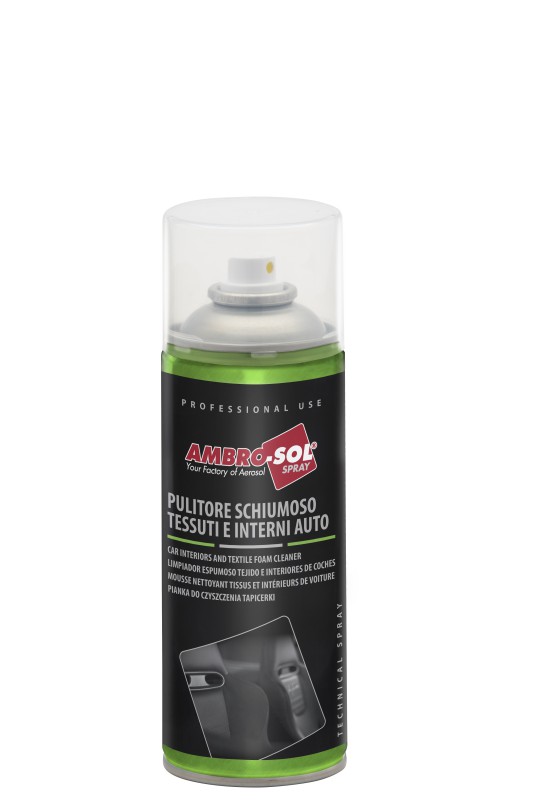 PROFESSIONAL USE
AMBRO-SOL®
Your Factory of Aerosol SPRAY
PULITORE SCHIUMOSO
TESSUTI E INTERNI AUTO
CAR INTERIORS AND TEXTILE FOAM CLEANER
LIMPIADOR ESPUMOSO TEJIDO E INTERIORES DE COCHES
MOUSSE NETTOYANT TISSUS ET INTÉRIEURS DE VOITURE
PIANKA DO CZYSZCZENIA TAPICERKI
TECHNICAL SPRAY